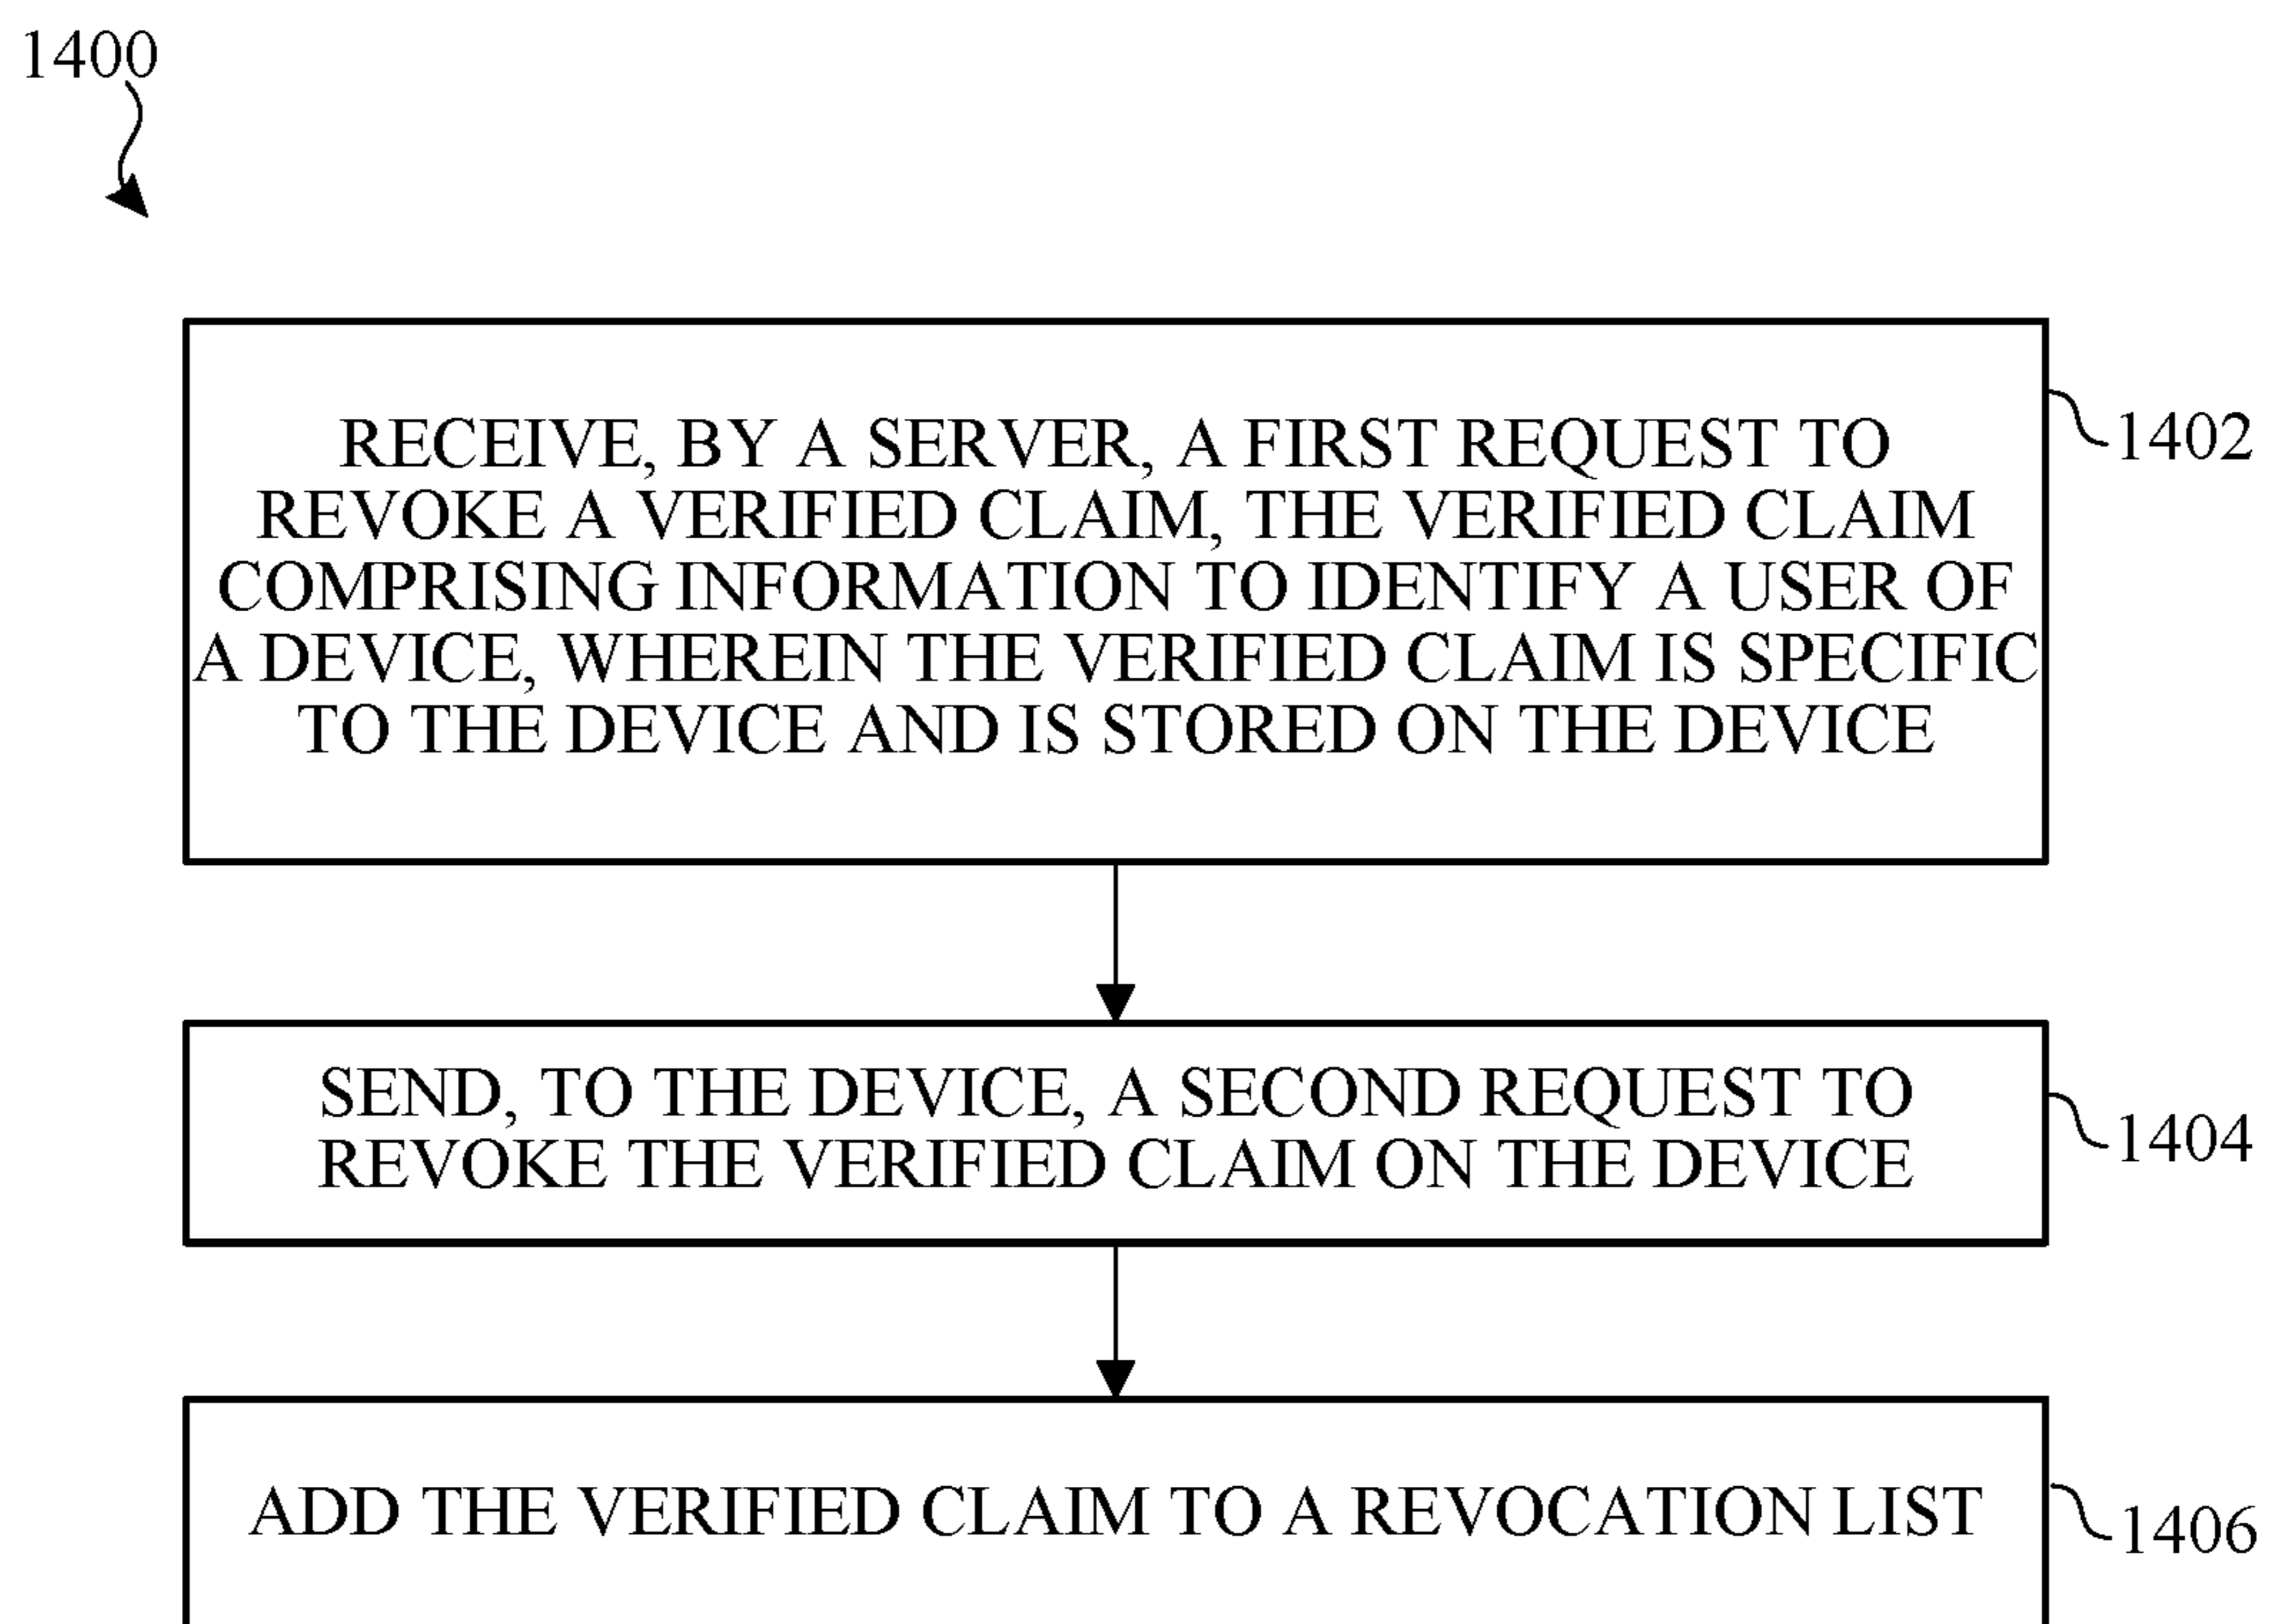 1400
RECEIVE, BY A SERVER, A FIRST REQUEST TO
REVOKE A VERIFIED CLAIM, THE VERIFIED CLAIM
COMPRISING INFORMATION TO IDENTIFY A USER OF
A DEVICE, WHEREIN THE VERIFIED CLAIM IS SPECIFIC
TO THE DEVICE AND IS STORED ON THE DEVICE
1402
SEND, TO THE DEVICE, A SECOND REQUEST TO
REVOKE THE VERIFIED CLAIM ON THE DEVICE
1404
ADD THE VERIFIED CLAIM TO A REVOCATION LIST
1406